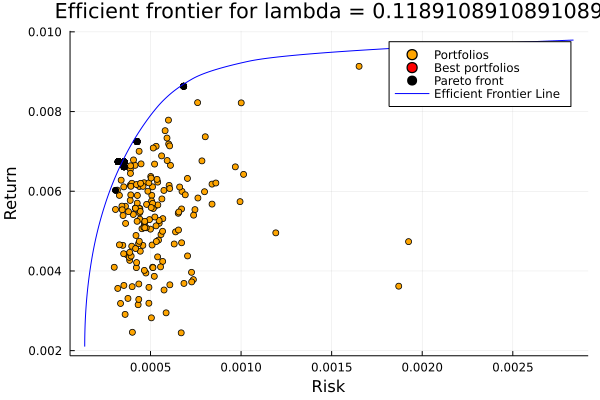 Efficient frontier for lambda = 0.1189108910891089
0.010
0.008
0.006
0.004
0.002
Return
Portfolios
Best portfolios
Pareto front
Efficient Frontier Line
0.0005 0.0010 0.0015 0.0020 0.0025
Risk